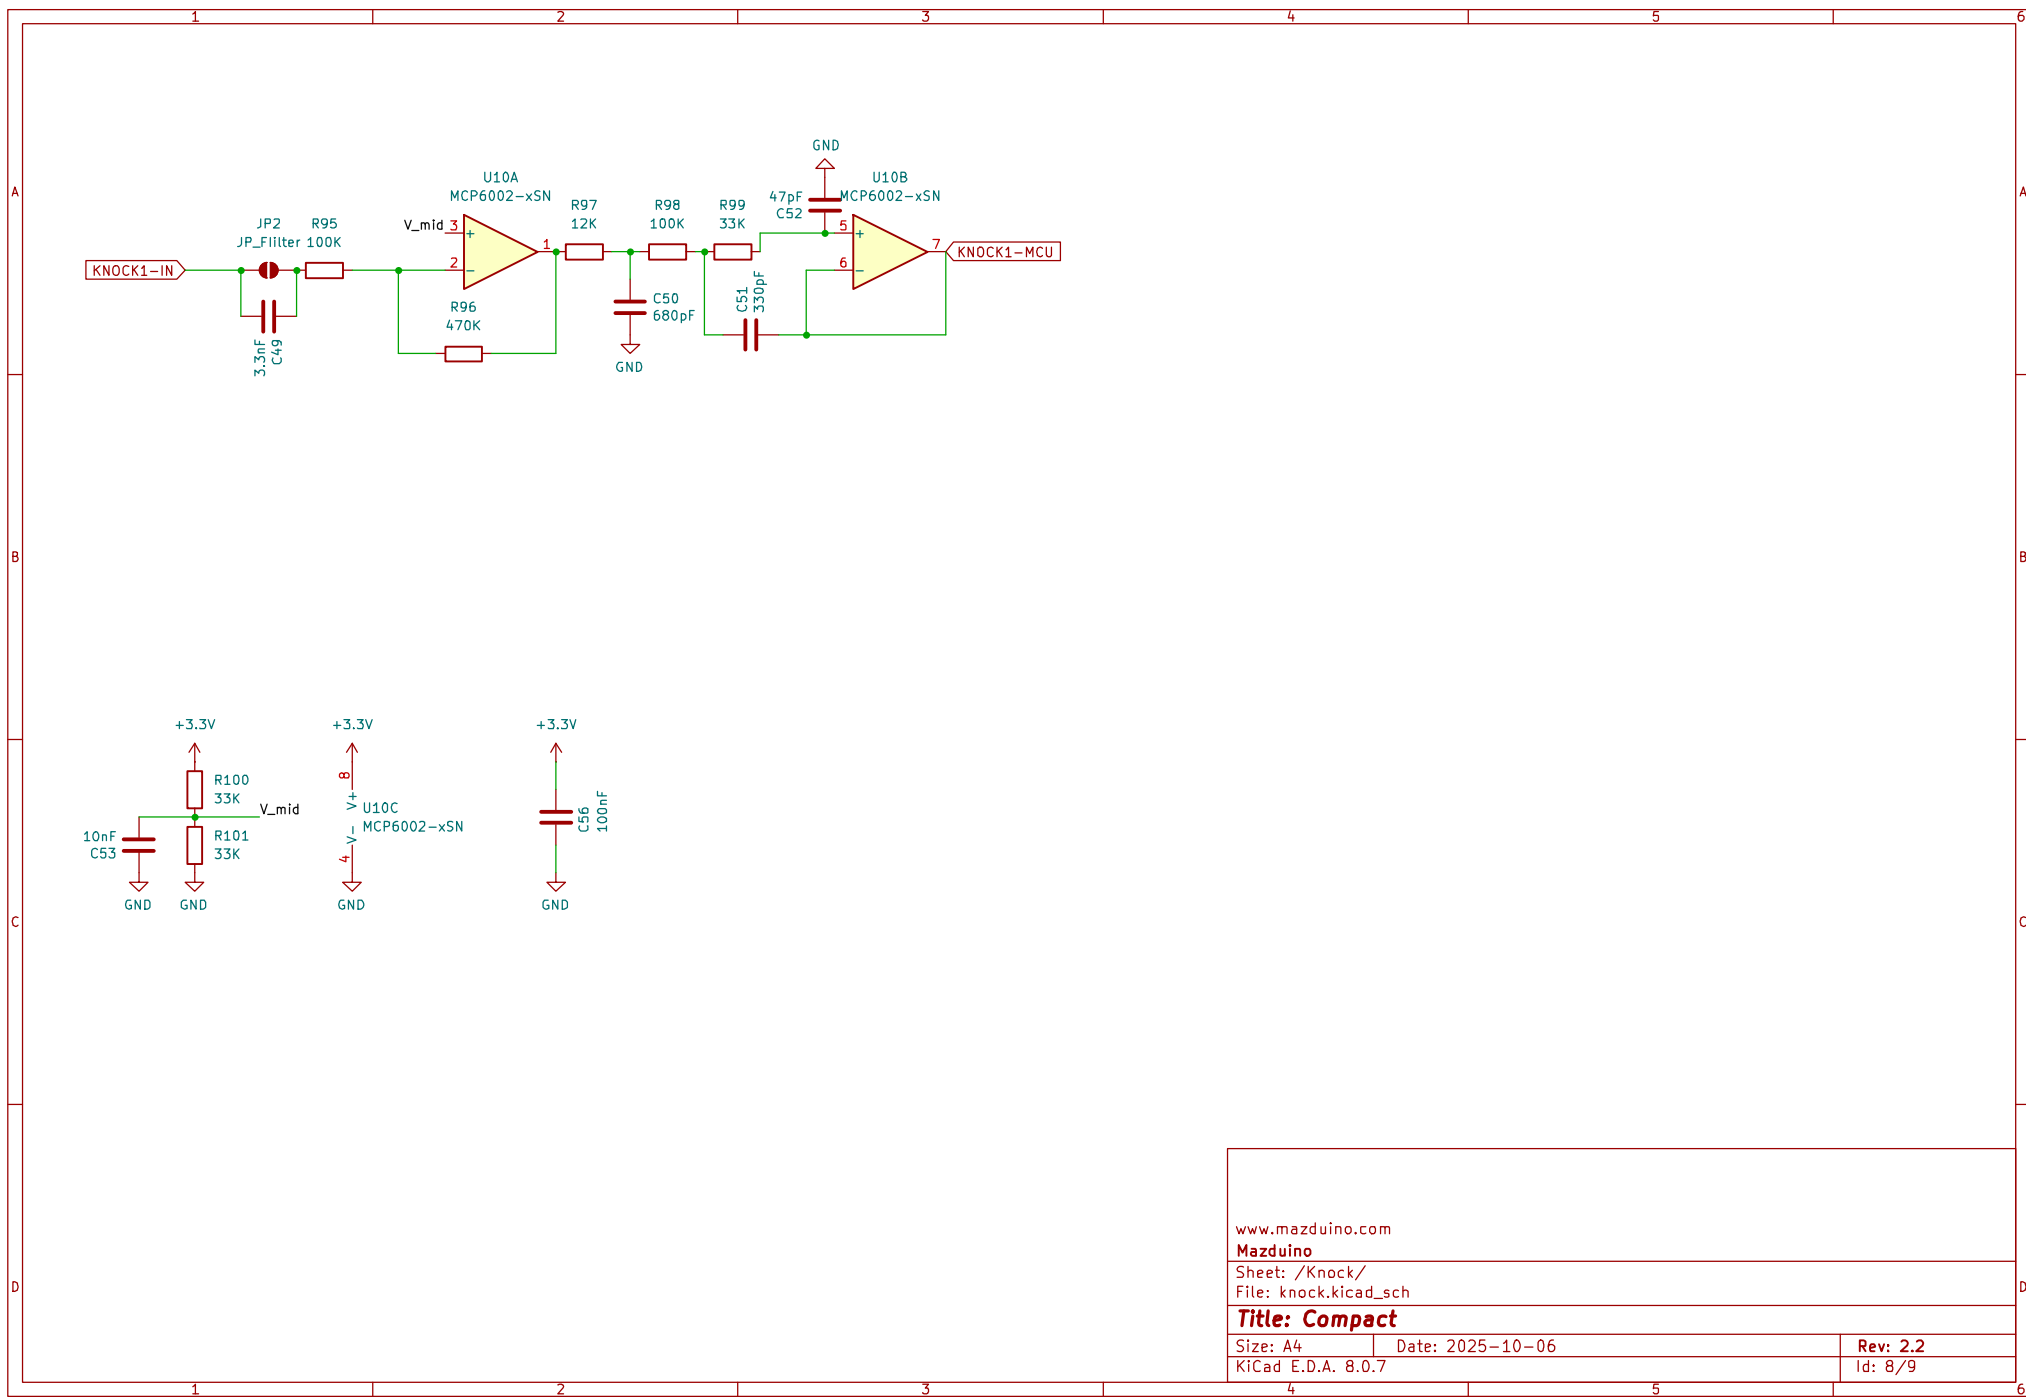 1 2 3 4 5 6
A A
GND
U10A
MCP6002-xSN
U10B
MCP6002-xSN
47pF
C52
R97
12K
R98
100K
R99
33K
JP2
JP_FIilter
R95
100K
V_mid
3
+
2
−
1
5
+
6
−
7
KNOCK1-IN
KNOCK1-MCU
R96
470K
C50
680pF
C51
330pF
3.3nF
C49
GND
B B
+3.3V
+3.3V
+3.3V
R100
33K
V_mid
R101
33K
10nF
C53
8
V+
V-
4
U10C
MCP6002-xSN
C56
100nF
GND
GND
GND
GND
C C
www.mazduino.com
Mazduino
Sheet: /Knock/
File: knock.kicad_sch
Title: Compact
Size: A4
Date: 2025-10-06
Rev: 2.2
KiCad E.D.A. 8.0.7
Id: 8/9
D D
1 2 3 4 5 6